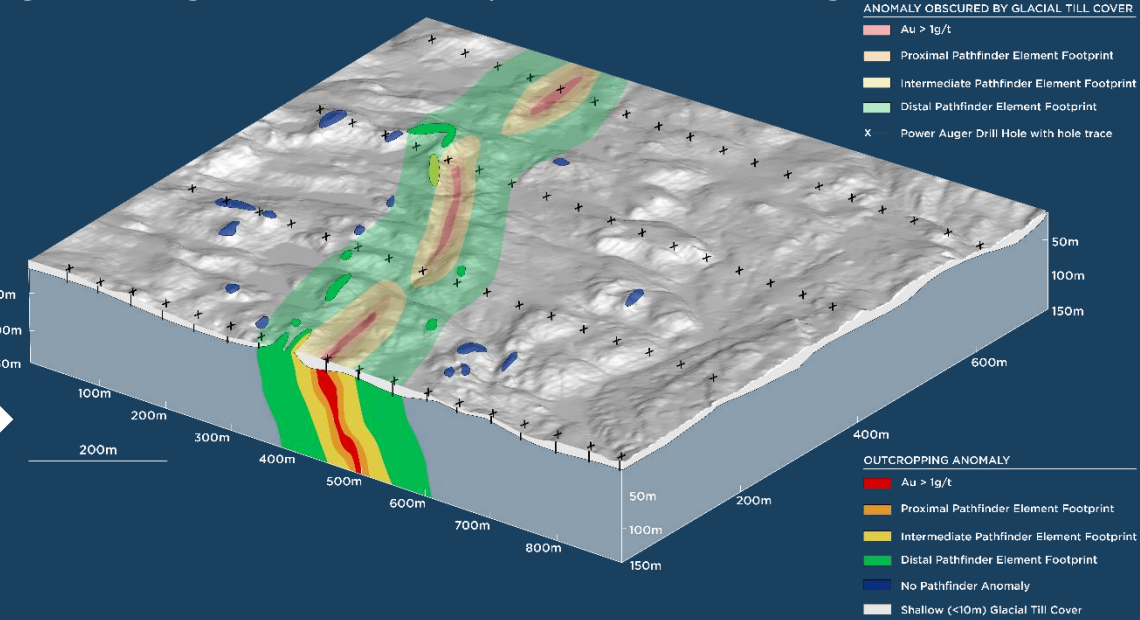 ANOMALY OBSCURED BY GLACIAL TILL COVER
Au > 1g/t
Proximal Pathfinder Element Footprint
Intermediate Pathfinder Element Footprint
Distal Pathfinder Element Footprint
x Power Auger Drill Hole with hole trace
50m
100m
150m
600m
400m
200m
100m
200m
300m
400m
500m
600m
700m
800m
200m
50m
100m
150m
OUTCROPPING ANOMALY
Au > 1g/t
Proximal Pathfinder Element Footprint
Intermediate Pathfinder Element Footprint
Distal Pathfinder Element Footprint
No Pathfinder Anomaly
Shallow (<10m) Glacial Till Cover